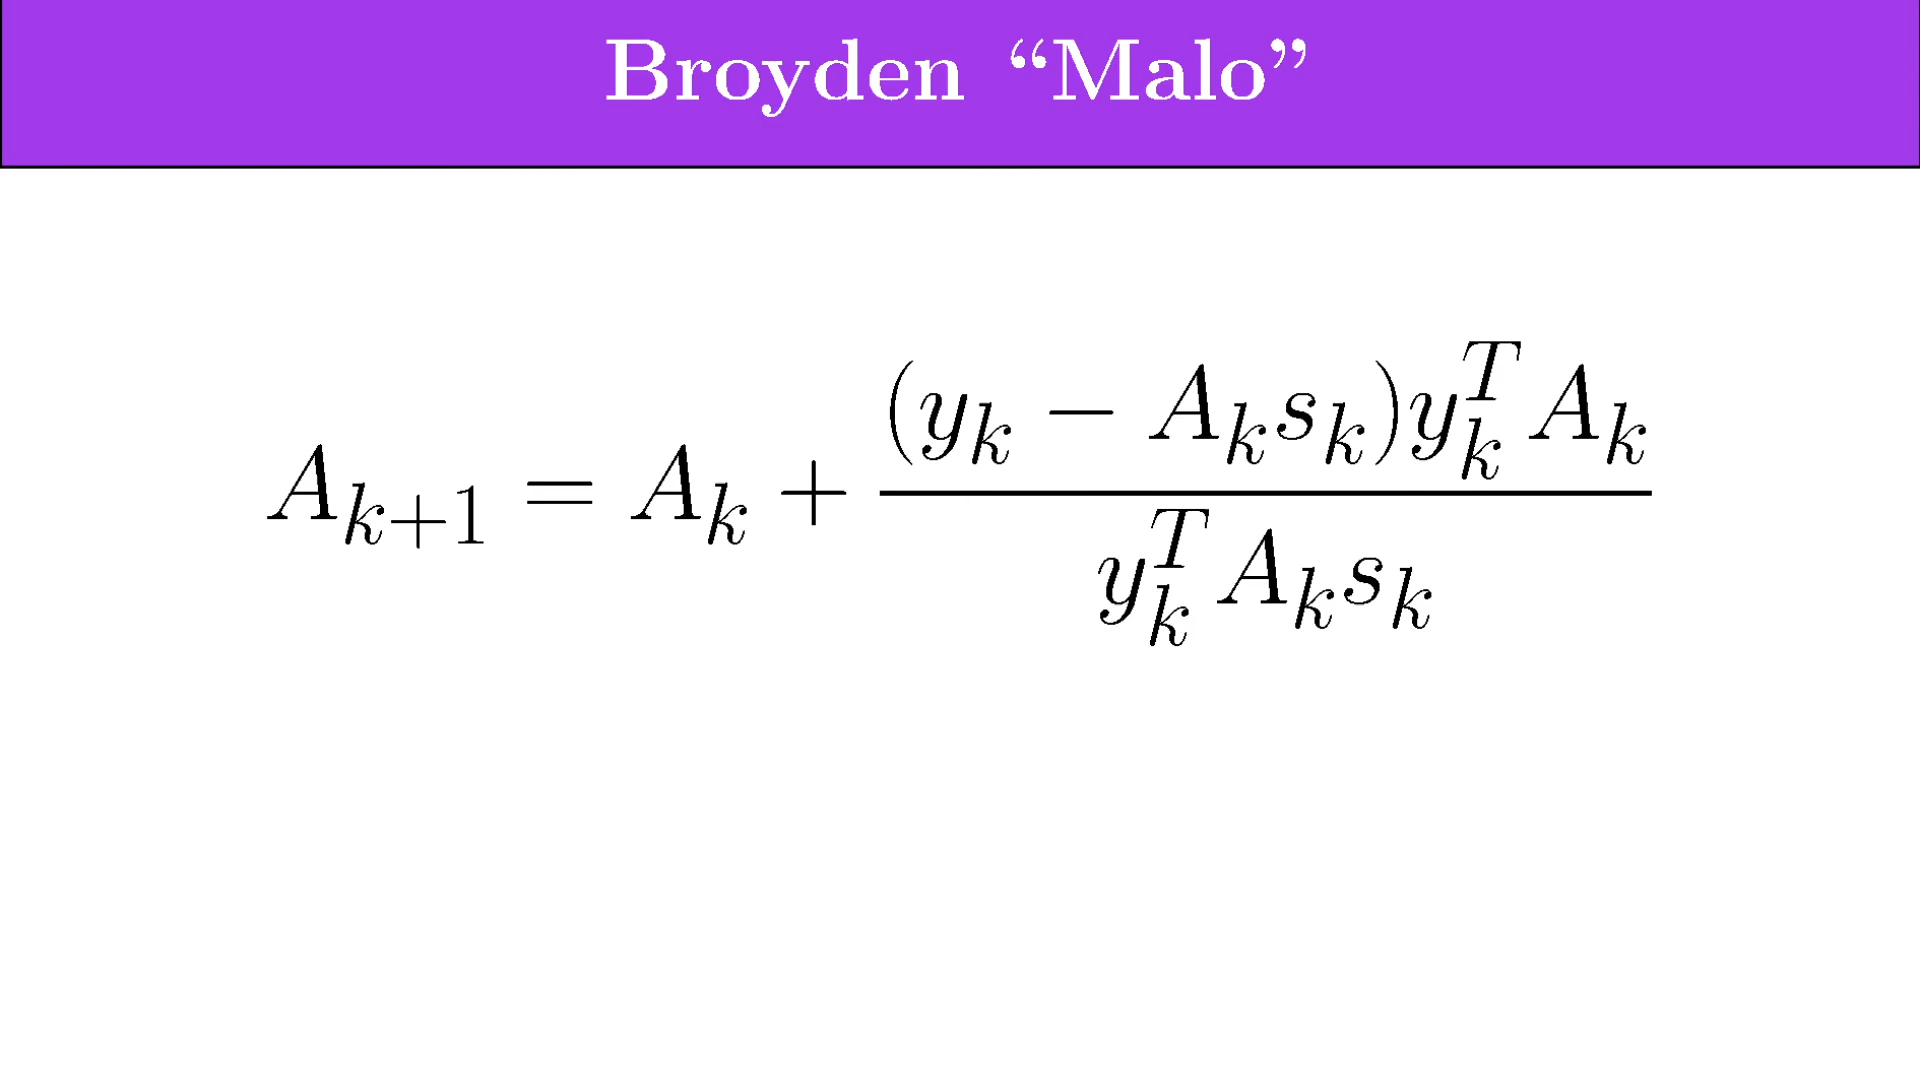 Broyden “Malo”
A_{k+1} = A_k + \frac{(y_k - A_k s_k) y_k^T A_k}{y_k^T A_k s_k}